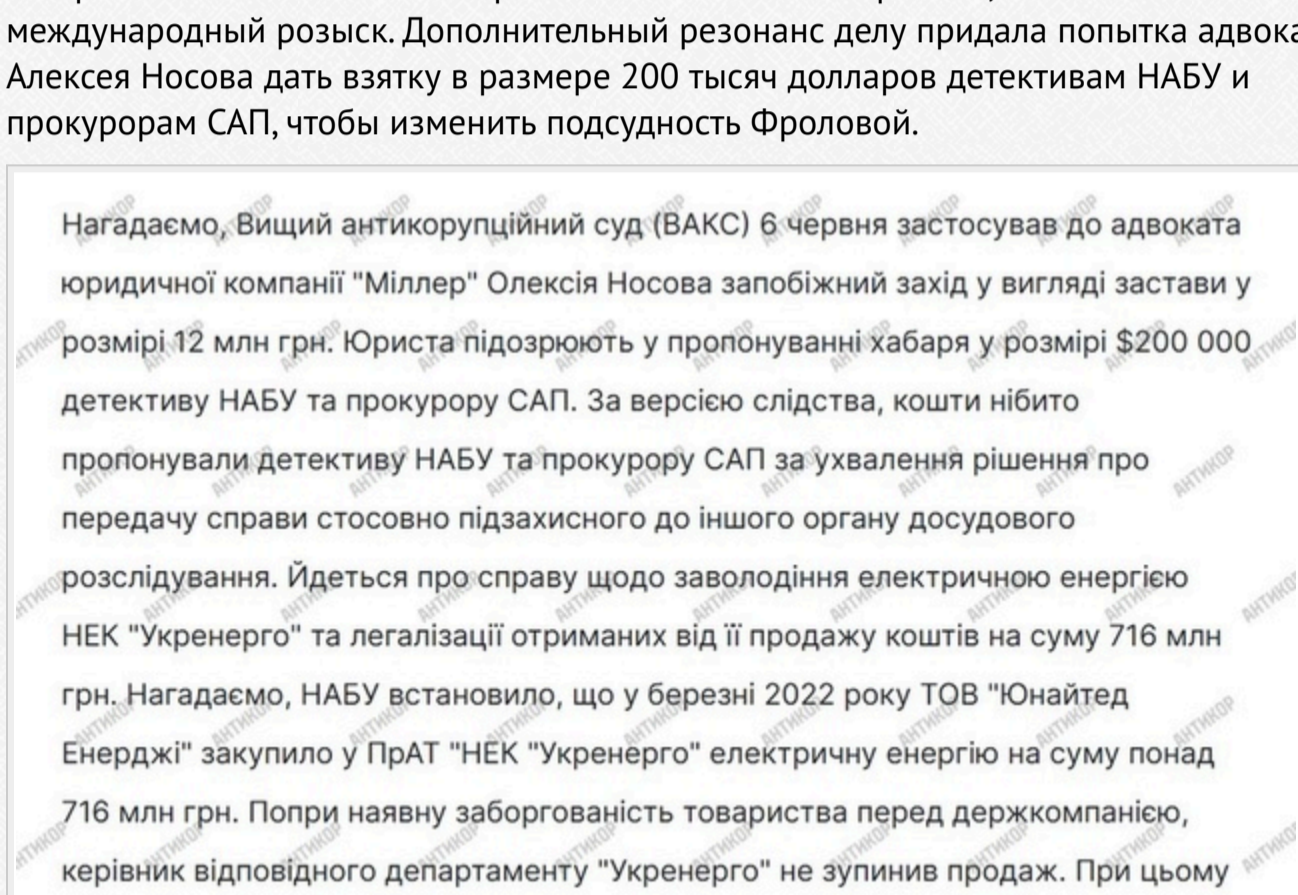 международный розыск. Дополнительный резонанс делу придала попытка
Алексея Носова дать взятку в размере 200 тысяч долларов детективам НАБУ и
прокурорам САП, чтобы изменить подсудность Фроловой.
Нагадаємо, Вищий антикорупційний суд (ВАКС) 6 червня застосував до адвоката
юридичної компанії "Міллер" Олексія Носова запобіжний захід у вигляді застави у
розмірі 12 млн грн. Юриста підозрюють у пропонуванні хабаря у розмірі $200 000
детективу НАБУ та прокурору САП. За версією слідства, кошти нібито
пропонували детективу НАБУ та прокурору САП за ухвалення рішення про
передачу справи стосовно підзахисного до іншого органу досудового
розслідування. Йдеться про справу щодо заволодіння електричною енергією
НЕК "Укренерго" та легалізації отриманих від її продажу коштів на суму 716 млн
грн. Нагадаємо, НАБУ встановило, що у березні 2022 року ТОВ "Юнайтед
Енерджі" закупило у ПрАТ "НЕК "Укренерго" електричну енергію на суму понад
716 млн грн. Попри наявну заборгованість товариства перед держкомпанією,
керівник відповідного департаменту "Укренерго" не зупинив продаж. При цьому
АНТИКОР